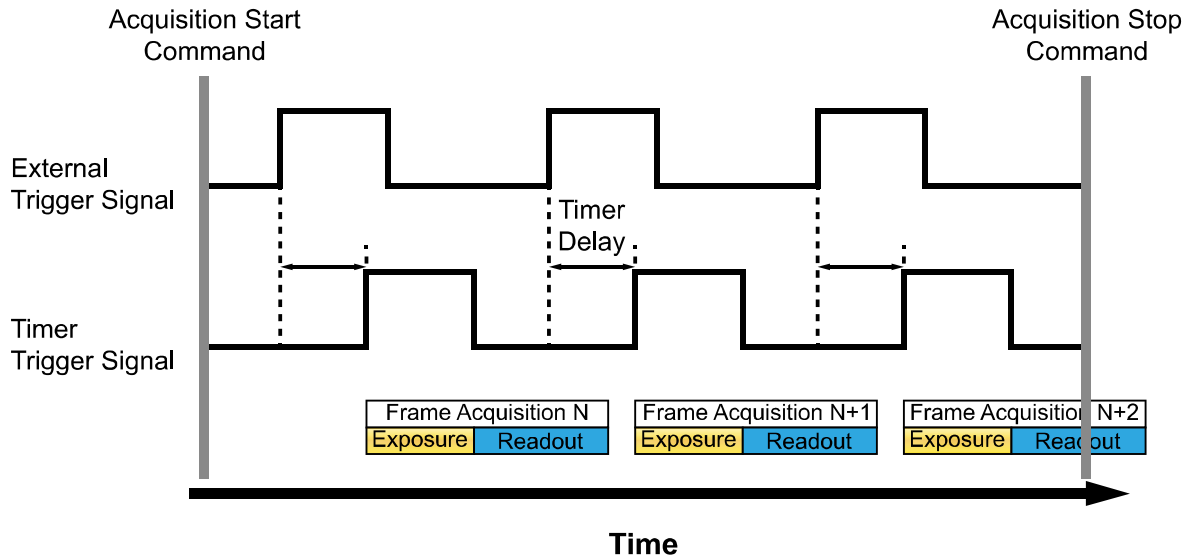 Acquisition Start
Command
Acquisition Stop
Command
External
Trigger Signal
Timer
Delay
Timer
Trigger Signal
Frame Acquisition N
Exposure
Readout
Frame Acquisition N+1
Exposure
Readout
Frame Acquisition N+2
Exposure
Readout
Time